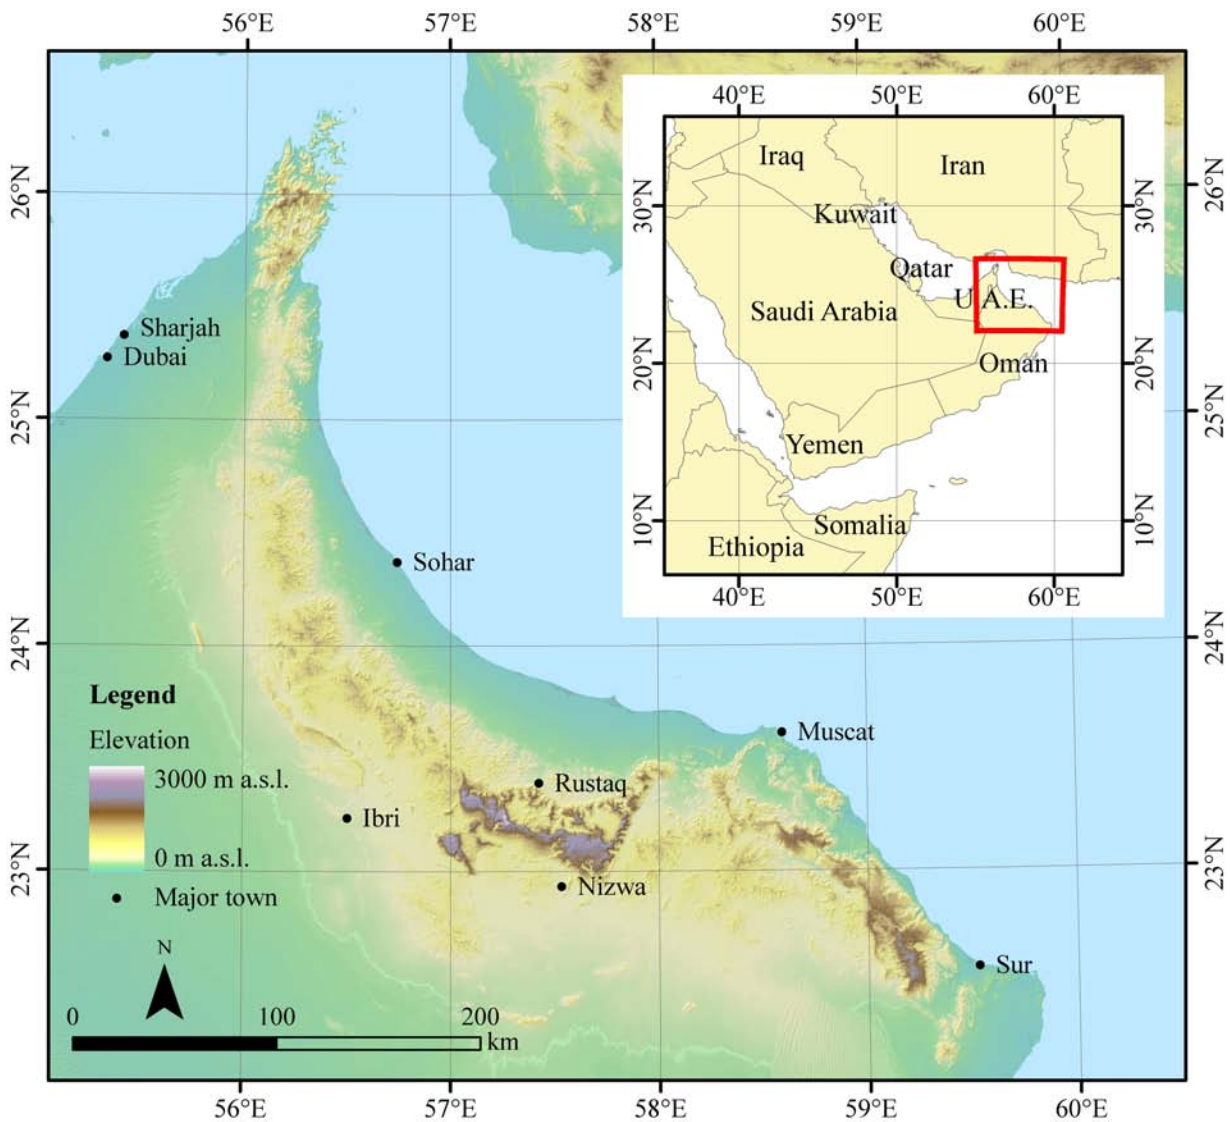 56°E 57°E 58°E 59°E 60°E
40°E 50°E 60°E
Iraq
Iran
26°N
26°N
30°N
30°N
Kuwait
Qatar
U.A.E.
Saudi Arabia
Sharjah
Dubai
20°N
Oman
20°N
25°N
25°N
Yemen
10°N
Somalia
10°N
Ethiopia
Sohar
40°E 50°E 60°E
24°N
24°N
Legend
Elevation
3000 m a.s.l.
0 m a.s.l.
Major town
Muscat
Rustaq
Ibri
23°N
23°N
Nizwa
N
Sur
0 100 200
km
56°E 57°E 58°E 59°E 60°E